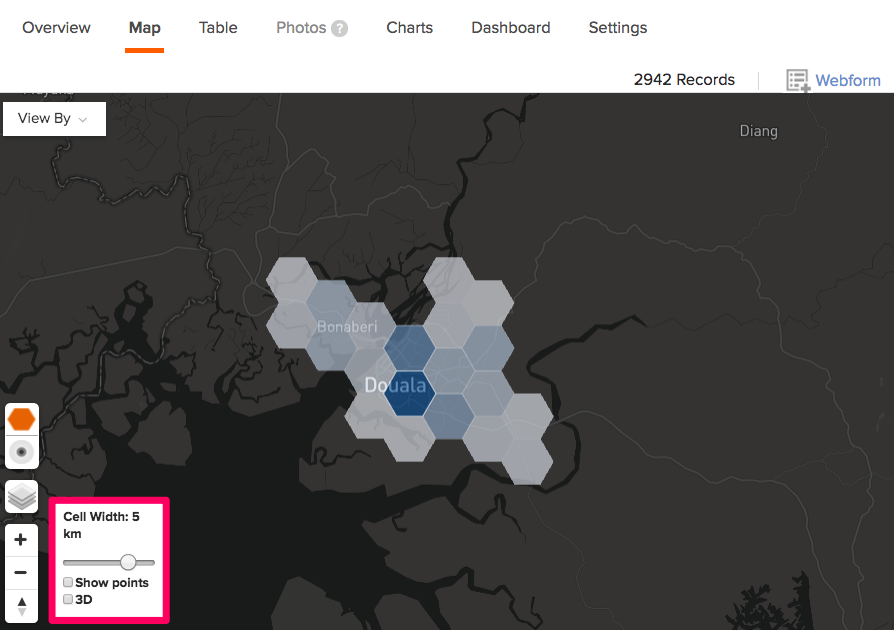 Overview Map Table Photos ? Charts Dashboard Settings
2942 Records Webform
View By
Diang
Bonaberi
Douala
Cell Width: 5
km
+
Show points
−
3D